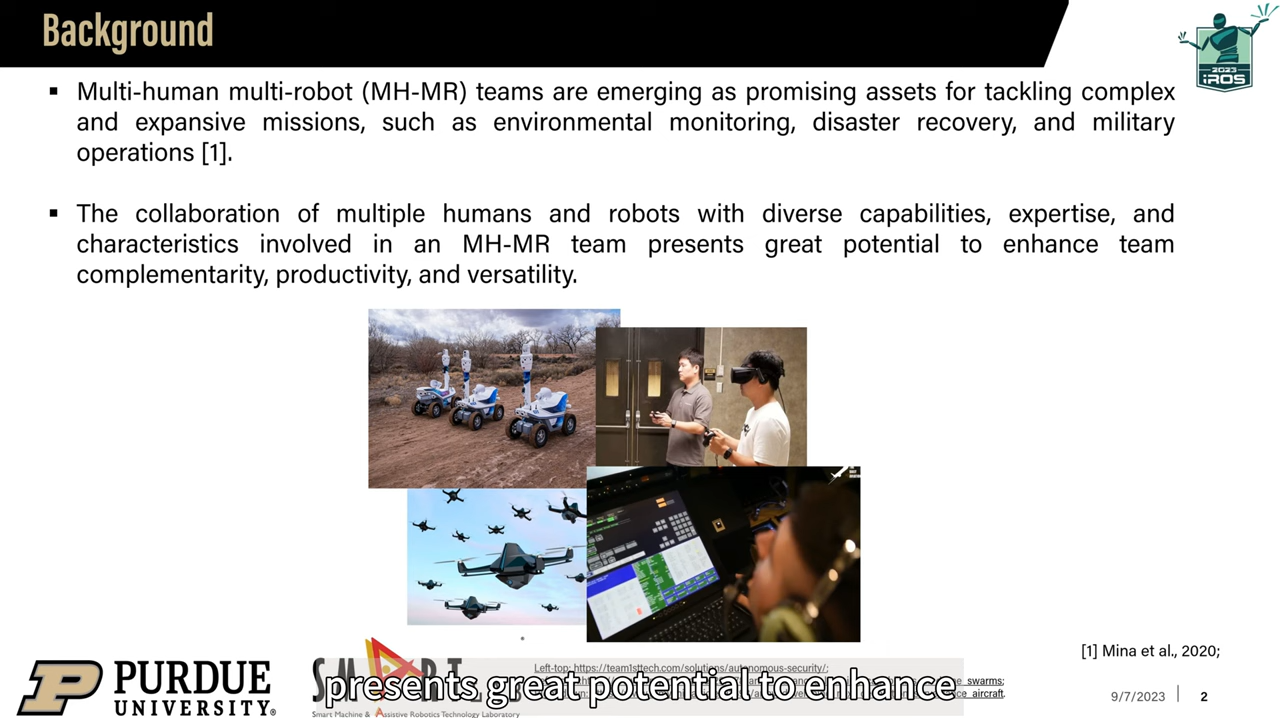 Background
2023
IROS
▪ Multi-human multi-robot (MH-MR) teams are emerging as promising assets for tackling complex
and expansive missions, such as environmental monitoring, disaster recovery, and military
operations [1].
▪ The collaboration of multiple humans and robots with diverse capabilities, expertise, and
characteristics involved in an MH-MR team presents great potential to enhance team
complementarity, productivity, and versatility.
[1] Mina et al., 2020;
Left-top: https://team1sttech.com/solutions/autonomous-security/;
swarms;
aircraft.
presents great potential to enhance
PURDUE
UNIVERSITY®
SMART
Smart Machine & Assistive Robotics Technology Laboratory
9/7/2023
2